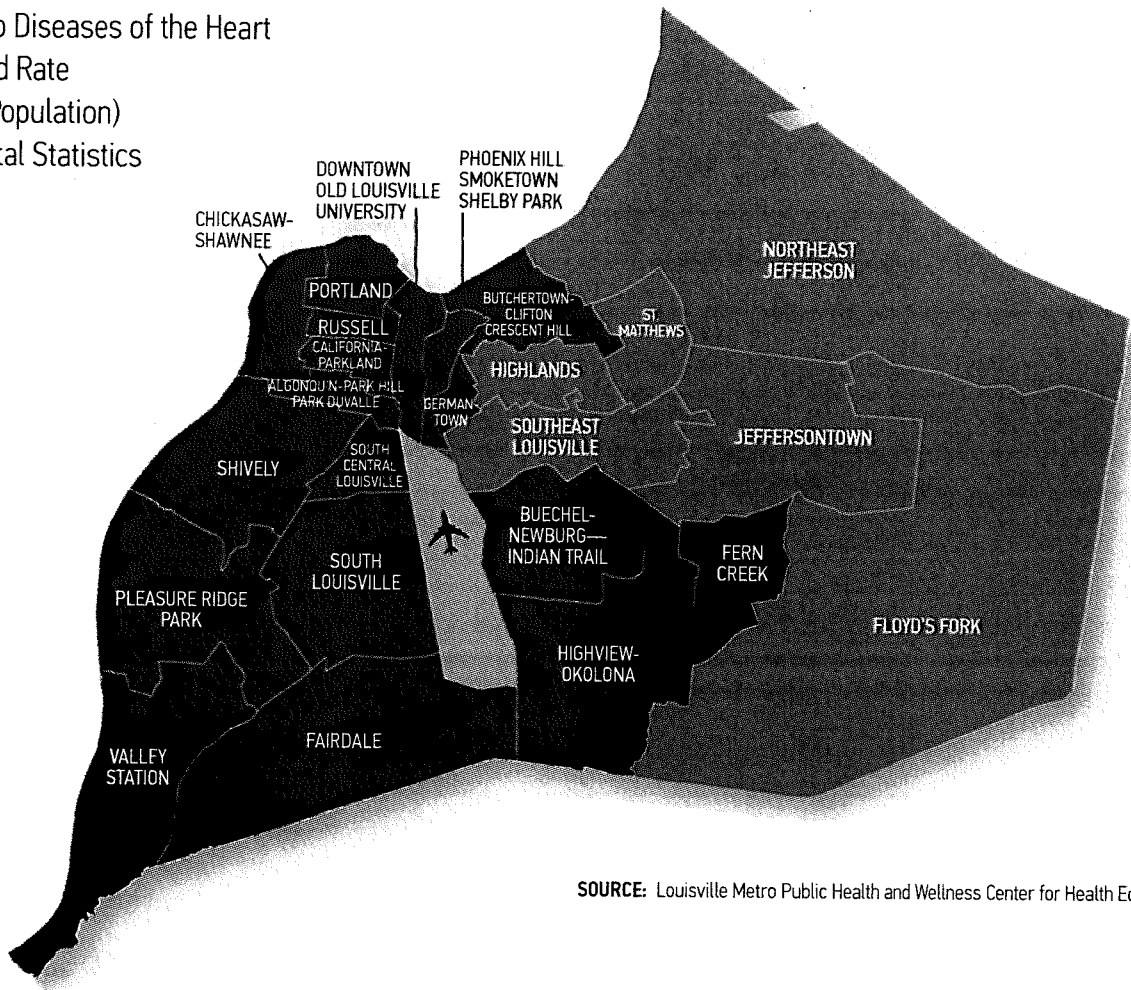 o Diseases of the Heart
d Rate
Population)
tal Statistics
DOWNTOWN
OLD LOUISVILLE
UNIVERSITY
PHOENIX HILL
SMOKETOWN
SHELBY PARK
CHICKASAW-
SHAWNEE
NORTHEAST
JEFFERSON
PORTLAND
BUTCHERTOWN-
CLIFTON
CRESCENT HILL
ST.
MATTHEWS
RUSSELL
CALIFORNIA-
PARKLAND
HIGHLANDS
ALGONQUIN-PARK HILL
PARK DUVALLE
GERMAN-
TOWN
SOUTHEAST
LOUISVILLE
JEFFERSONTOWN
SHIVELY
SOUTH
CENTRAL
LOUISVILLE
BUECHEL-
NEWBURG—
INDIAN TRAIL
FERN
CREEK
SOUTH
LOUISVILLE
PLEASURE RIDGE
PARK
FLOYD'S FORK
HIGHVIEW-
OKOLONA
FAIRDALE
VALLEY
STATION
SOURCE: Louisville Metro Public Health and Wellness Center for Health Ec